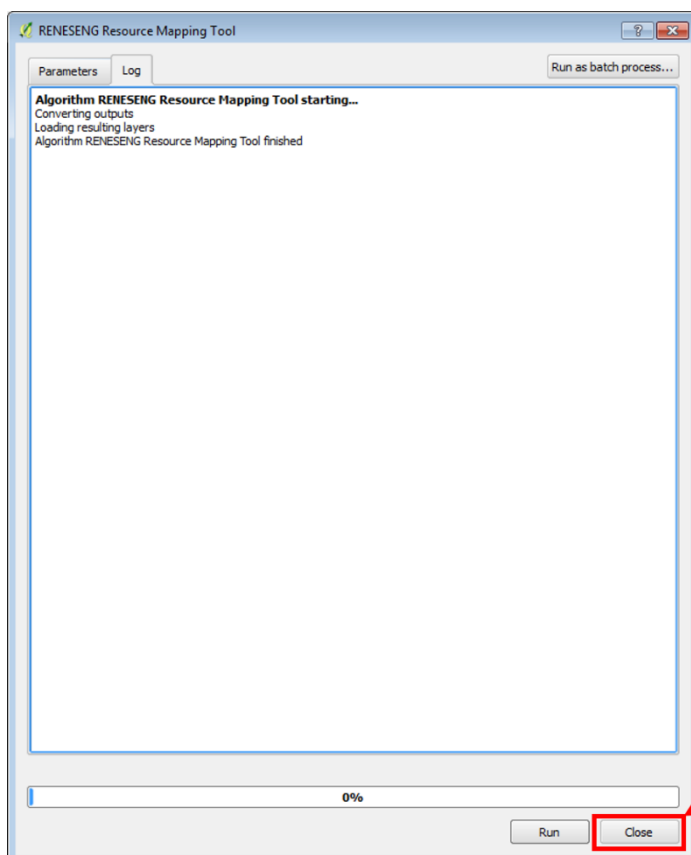 RENESENG Resource Mapping Tool
Parameters Log Run as batch process...
Algorithm RENESENG Resource Mapping Tool starting...
Converting outputs
Loading resulting layers
Algorithm RENESENG Resource Mapping Tool finished
0%
Run Close